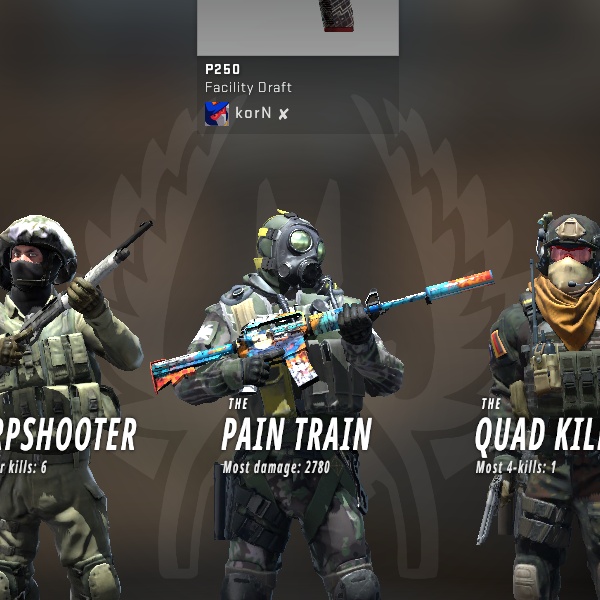 P250
Facility Draft
korN ✘
RPSHOOTER
r kills: 6
THE
PAIN TRAIN
Most damage: 2780
THE
QUAD KIL
Most 4-kills: 1